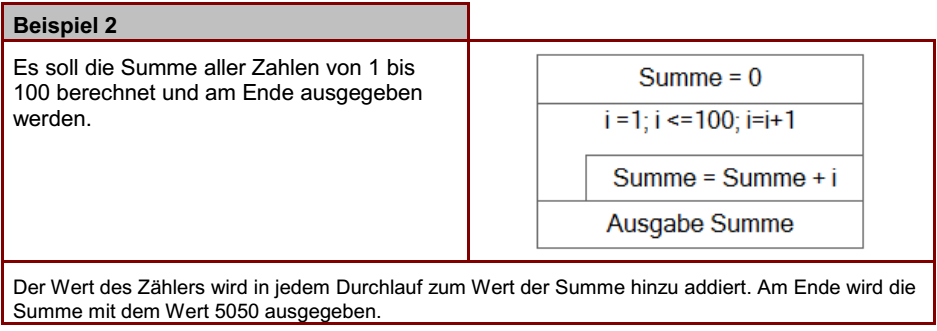 Beispiel 2
Es soll die Summe aller Zahlen von 1 bis
100 berechnet und am Ende ausgegeben
werden.
Summe = 0
i =1; i <=100; i=i+1
Summe = Summe + i
Ausgabe Summe
Der Wert des Zählers wird in jedem Durchlauf zum Wert der Summe hinzu addiert. Am Ende wird die
Summe mit dem Wert 5050 ausgegeben.